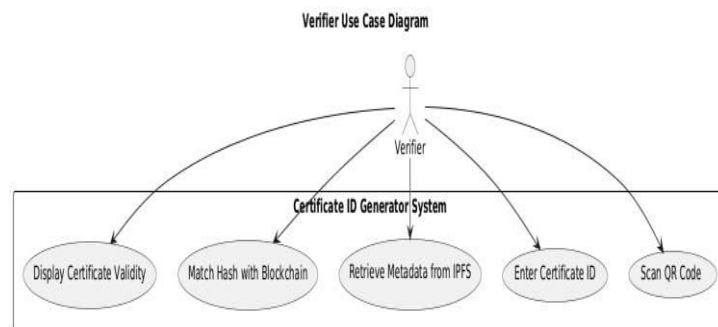 Verifier Use Case Diagram
Verifier
Certificate ID Generator System
Display Certificate Validity
Match Hash with Blockchain
Retrieve Metadata from IPFS
Enter Certificate ID
Scan QR Code